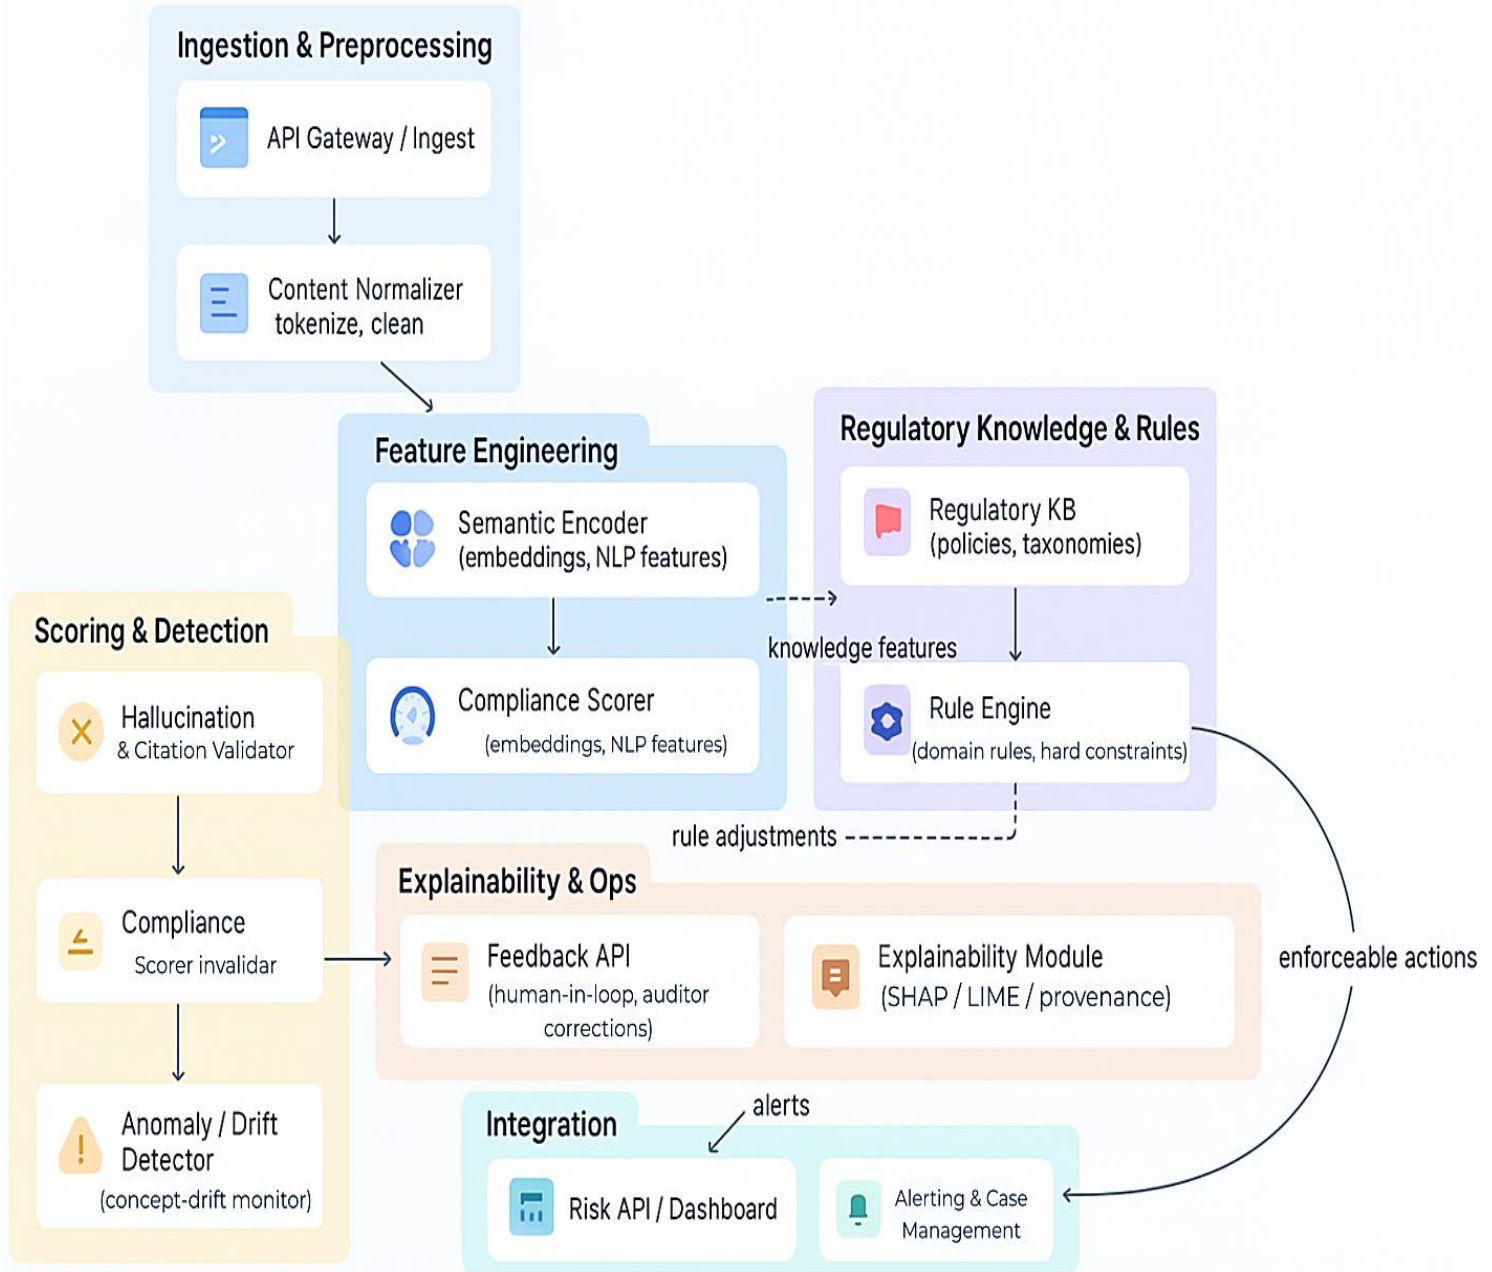 Ingestion & Preprocessing
API Gateway / Ingest
Content Normalizer
tokenize, clean
Feature Engineering
Semantic Encoder
(embeddings, NLP features)
Compliance Scorer
(embeddings, NLP features)
Regulatory Knowledge & Rules
Regulatory KB
(policies, taxonomies)
knowledge features
Rule Engine
(domain rules, hard constraints)
rule adjustments
enforceable actions
Scoring & Detection
Hallucination
& Citation Validator
Compliance
Scorer invalidar
Anomaly / Drift
Detector
(concept-drift monitor)
Explainability & Ops
Feedback API
(human-in-loop, auditor
corrections)
Explainability Module
(SHAP / LIME / provenance)
alerts
Integration
Risk API / Dashboard
Alerting & Case
Management